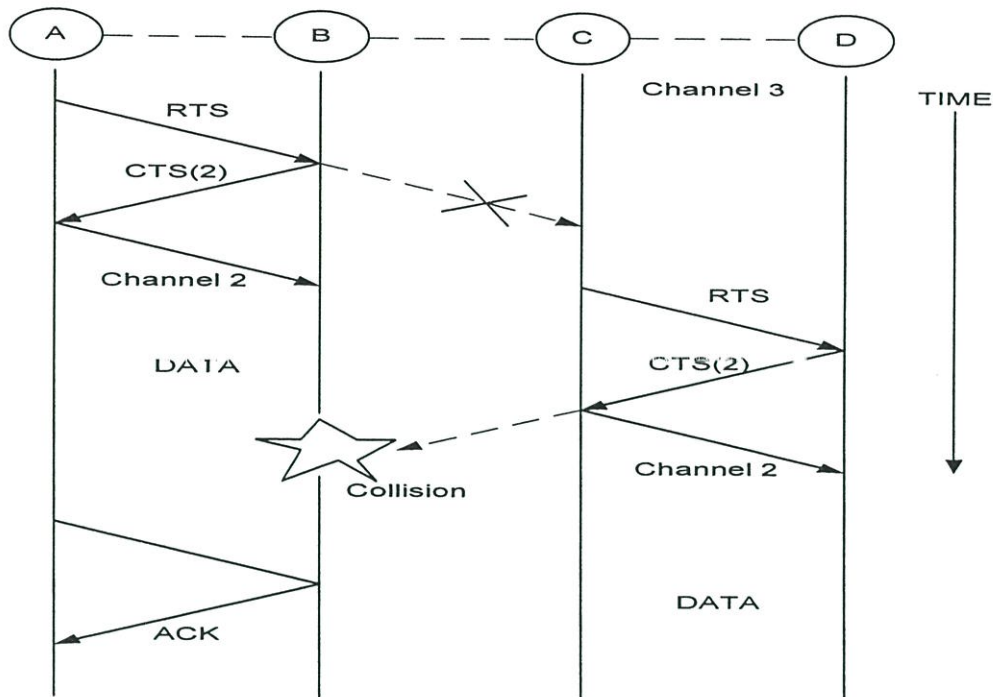 A B C D
Channel 3
TIME
RTS
CTS(2)
Channel 2
RTS
DATA
CTS(2)
Channel 2
Collision
DATA
ACK